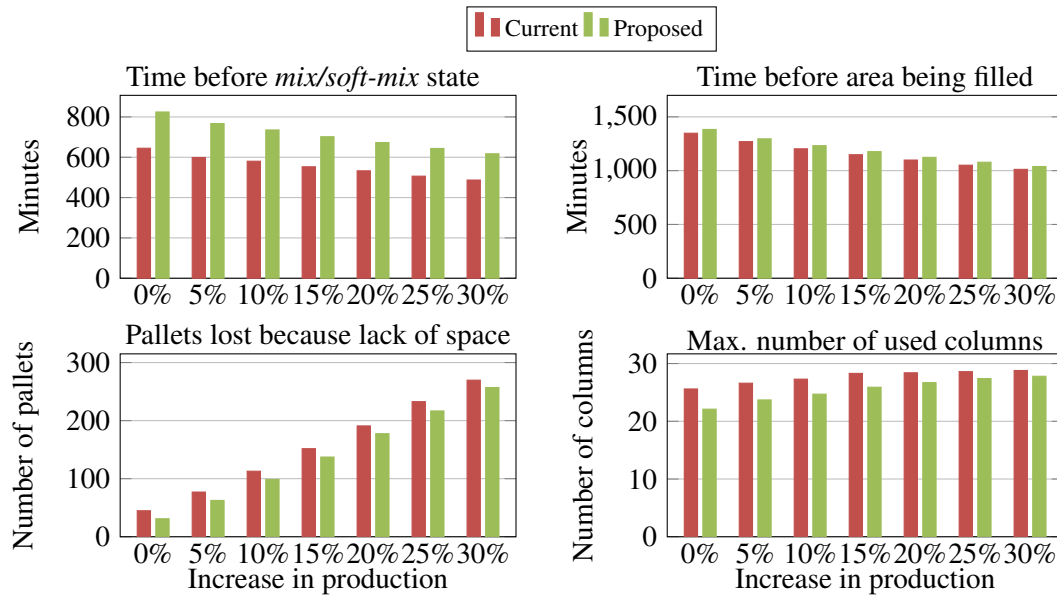 Current Proposed
Time before mix/soft-mix state
Minutes
800
600
400
200
0
0% 5% 10% 15% 20% 25% 30%
Time before area being filled
Minutes
1,500
1,000
500
0
0% 5% 10% 15% 20% 25% 30%
Pallets lost because lack of space
Number of pallets
300
200
100
0
0% 5% 10% 15% 20% 25% 30%
Increase in production
Max. number of used columns
Number of columns
30
20
10
0
0% 5% 10% 15% 20% 25% 30%
Increase in production